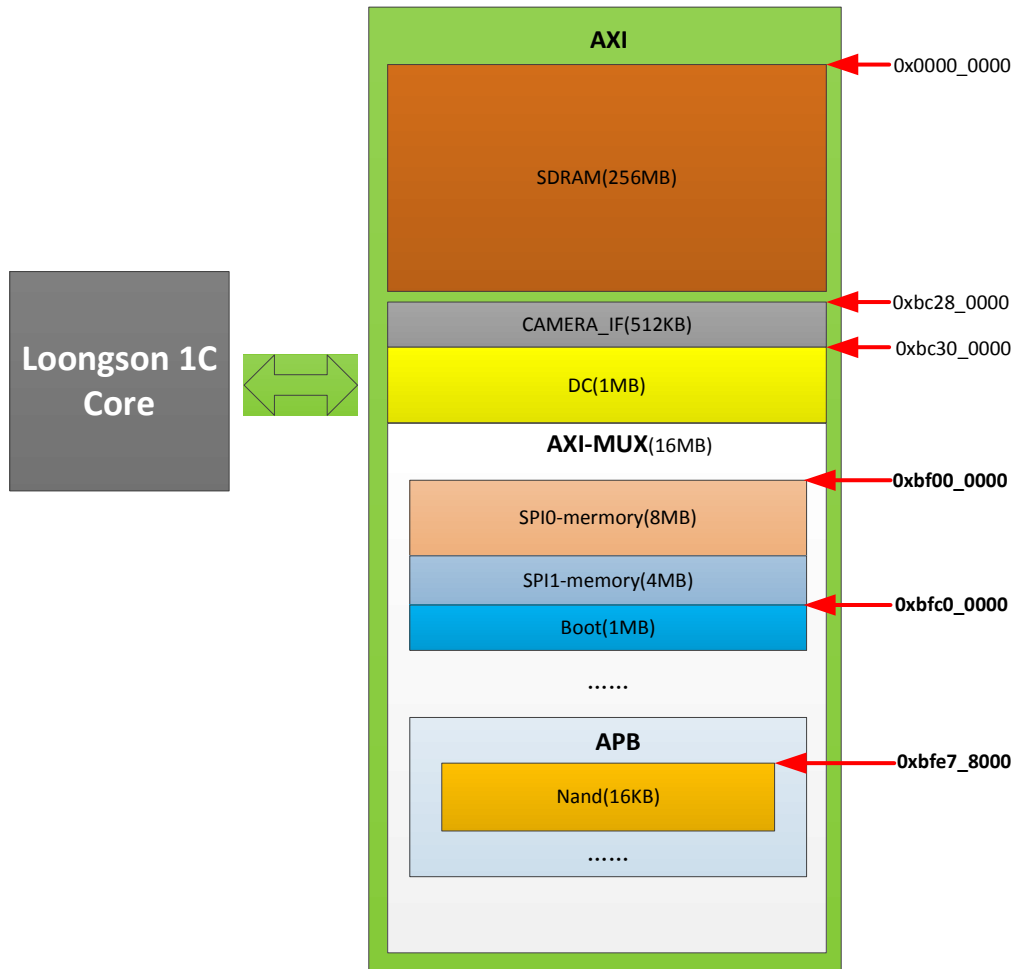 AXI
0x0000_0000
SDRAM(256MB)
0xbc28_0000
CAMERA_IF(512KB)
0xbc30_0000
Loongson 1C
Core
DC(1MB)
AXI-MUX(16MB)
0xbf00_0000
SPI0-mermory(8MB)
SPI1-memory(4MB)
0xbfc0_0000
Boot(1MB)
......
APB
0xbfe7_8000
Nand(16KB)
......